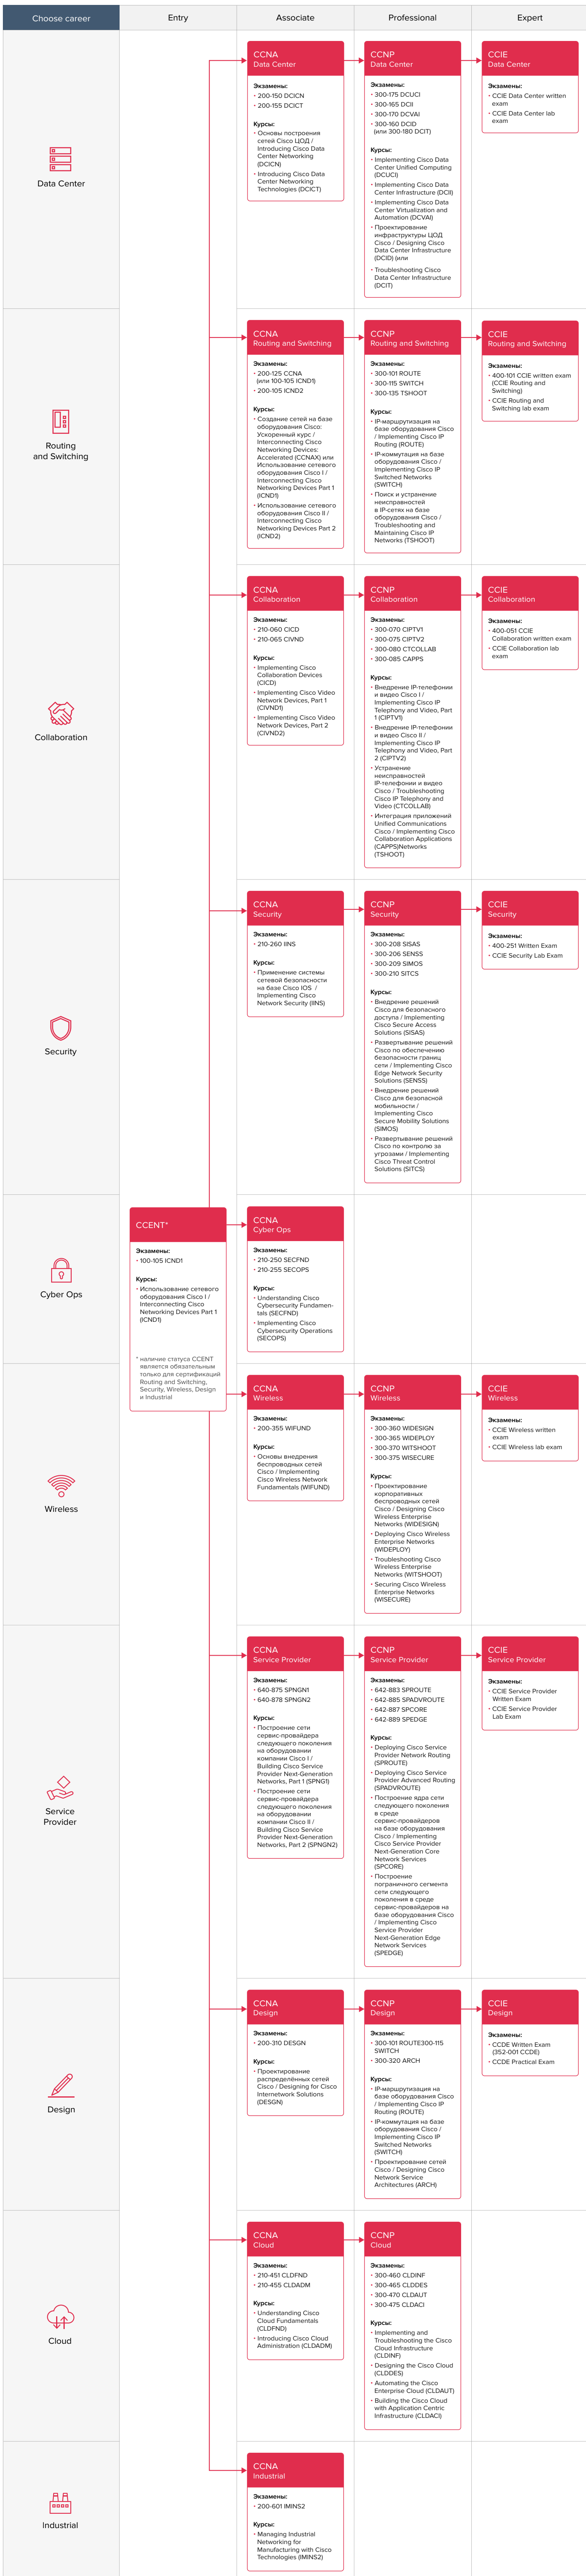 Choose career
Entry
Associate
Professional
Expert
Data Center
CCNA
Data Center
Экзамены:
• 200-150 DCICN
• 200-155 DCICT
Курсы:
• Основы построения
сетей Cisco ЦОД /
Introducing Cisco Data
Center Networking
(DCICN)
• Introducing Cisco Data
Center Networking
Technologies (DCICT)
CCNP
Data Center
Экзамены:
• 300-175 DCUCI
• 300-165 DCII
• 300-170 DCVAI
• 300-160 DCID
(или 300-180 DCIT)
Курсы:
• Implementing Cisco Data
Center Unified Computing
(DCUCI)
• Implementing Cisco Data
Center Infrastructure (DCII)
• Implementing Cisco Data
Center Virtualization and
Automation (DCVAI)
• Проектирование
инфраструктуры ЦОД
Cisco / Designing Cisco
Data Center Infrastructure
(DCID) (или
• Troubleshooting Cisco
Data Center Infrastructure
(DCIT)
CCIE
Data Center
Экзамены:
• CCIE Data Center written
exam
• CCIE Data Center lab
exam
Routing
and Switching
CCNA
Routing and Switching
Экзамены:
• 200-125 CCNA
(или 100-105 ICND1)
• 200-105 ICND2
Курсы:
• Создание сетей на базе
оборудования Cisco:
Ускоренный курс /
Interconnecting Cisco
Networking Devices:
Accelerated (CCNAX) или
Использование сетевого
оборудования Cisco I /
Interconnecting Cisco
Networking Devices Part 1
(ICND1)
• Использование сетевого
оборудования Cisco II /
Interconnecting Cisco
Networking Devices Part 2
(ICND2)
CCNP
Routing and Switching
Экзамены:
• 300-101 ROUTE
• 300-115 SWITCH
• 300-135 TSHOOT
Курсы:
• IP-маршрутизация на
базе оборудования Cisco
/ Implementing Cisco IP
Routing (ROUTE)
• IP-коммутация на базе
оборудования Cisco /
Implementing Cisco IP
Switched Networks
(SWITCH)
• Поиск и устранение
неисправностей
в IP-сетях на базе
оборудования Cisco /
Troubleshooting and
Maintaining Cisco IP
Networks (TSHOOT)
CCIE
Routing and Switching
Экзамены:
• 400-101 CCIE written exam
(CCIE Routing and
Switching)
• CCIE Routing and
Switching lab exam
Collaboration
CCNA
Collaboration
Экзамены:
• 210-060 CICD
• 210-065 CIVND
Курсы:
• Implementing Cisco
Collaboration Devices
(CICD)
• Implementing Cisco Video
Network Devices, Part 1
(CIVND1)
• Implementing Cisco Video
Network Devices, Part 2
(CIVND2)
CCNP
Collaboration
Экзамены:
• 300-070 CIPTV1
• 300-075 CIPTV2
• 300-080 CTCOLLAB
• 300-085 CAPPS
Курсы:
• Внедрение IP-телефонии
и видео Cisco I /
Implementing Cisco IP
Telephony and Video, Part
1 (CIPTV1)
• Внедрение IP-телефонии
и видео Cisco II /
Implementing Cisco IP
Telephony and Video, Part
2 (CIPTV2)
• Устранение
неисправностей
IP-телефонии и видео
Cisco / Troubleshooting
Cisco IP Telephony and
Video (CTCOLLAB)
• Интеграция приложений
Unified Communications
Cisco / Implementing Cisco
Collaboration Applications
(CAPPS)Networks
(TSHOOT)
CCIE
Collaboration
Экзамены:
• 400-051 CCIE
Collaboration written exam
• CCIE Collaboration lab
exam
Security
CCNA
Security
Экзамены:
• 210-260 IINS
Курсы:
• Применение системы
сетевой безопасности
на базе Cisco IOS /
Implementing Cisco
Network Security (IINS)
CCNP
Security
Экзамены:
• 300-208 SISAS
• 300-206 SENSS
• 300-209 SIMOS
• 300-210 SITCS
Курсы:
• Внедрение решений
Cisco для безопасного
доступа / Implementing
Cisco Secure Access
Solutions (SISAS)
• Развертывание решений
Cisco по обеспечению
безопасности границ
сети / Implementing Cisco
Edge Network Security
Solutions (SENSS)
• Внедрение решений
Cisco для безопасной
мобильности /
Implementing Cisco
Secure Mobility Solutions
(SIMOS)
• Развертывание решений
Cisco по контролю за
угрозами / Implementing
Cisco Threat Control
Solutions (SITCS)
CCIE
Security
Экзамены:
• 400-251 Written Exam
• CCIE Security Lab Exam
Cyber Ops
CCENT*
Экзамены:
• 100-105 ICND1
Курсы:
• Использование сетевого
оборудования Cisco I /
Interconnecting Cisco
Networking Devices Part 1
(ICND1)
* наличие статуса CCENT
является обязательным
только для сертификаций
Routing and Switching,
Security, Wireless, Design
и Industrial
CCNA
Cyber Ops
Экзамены:
• 210-250 SECFND
• 210-255 SECOPS
Курсы:
• Understanding Cisco
Cybersecurity Fundamen-
tals (SECFND)
• Implementing Cisco
Cybersecurity Operations
(SECOPS)
Wireless
CCNA
Wireless
Экзамены:
• 200-355 WIFUND
Курсы:
• Основы внедрения
беспроводных сетей
Cisco / Implementing
Cisco Wireless Network
Fundamentals (WIFUND)
CCNP
Wireless
Экзамены:
• 300-360 WIDESIGN
• 300-365 WIDEPLOY
• 300-370 WITSHOOT
• 300-375 WISECURE
Курсы:
• Проектирование
корпоративных
беспроводных сетей
Cisco / Designing Cisco
Wireless Enterprise
Networks (WIDESIGN)
• Deploying Cisco Wireless
Enterprise Networks
(WIDEPLOY)
• Troubleshooting Cisco
Wireless Enterprise
Networks (WITSHOOT)
• Securing Cisco Wireless
Enterprise Networks
(WISECURE)
CCIE
Wireless
Экзамены:
• CCIE Wireless written
exam
• CCIE Wireless lab exam
Service
Provider
CCNA
Service Provider
Экзамены:
• 640-875 SPNGN1
• 640-878 SPNGN2
Курсы:
• Построение сети
сервис-провайдера
следующего поколения
на оборудовании
компании Cisco I /
Building Cisco Service
Provider Next-Generation
Networks, Part 1 (SPNG1)
• Построение сети
сервис-провайдера
следующего поколения
на оборудовании
компании Cisco II /
Building Cisco Service
Provider Next-Generation
Networks, Part 2 (SPNGN2)
CCNP
Service Provider
Экзамены:
• 642-883 SPROUTE
• 642-885 SPADVROUTE
• 642-887 SPCORE
• 642-889 SPEDGE
Курсы:
• Deploying Cisco Service
Provider Network Routing
(SPROUTE)
• Deploying Cisco Service
Provider Advanced Routing
(SPADVROUTE)
• Построение ядра сети
следующего поколения
в среде
сервис-провайдеров
на базе оборудования
Cisco / Implementing
Cisco Service Provider
Next-Generation Core
Network Services
(SPCORE)
• Построение
пограничного сегмента
сети следующего
поколения в среде
сервис-провайдеров на
базе оборудования Cisco
/ Implementing Cisco
Service Provider
Next-Generation Edge
Network Services
(SPEDGE)
CCIE
Service Provider
Экзамены:
• CCIE Service Provider
Written Exam
• CCIE Service Provider
Lab Exam
Design
CCNA
Design
Экзамены:
• 200-310 DESGN
Курсы:
• Проектирование
распределённых сетей
Cisco / Designing for Cisco
Internetwork Solutions
(DESGN)
CCNP
Design
Экзамены:
• 300-101 ROUTE300-115
SWITCH
• 300-320 ARCH
Курсы:
• IP-маршрутизация на
базе оборудования Cisco
/ Implementing Cisco IP
Routing (ROUTE)
• IP-коммутация на базе
оборудования Cisco /
Implementing Cisco IP
Switched Networks
(SWITCH)
• Проектирование сетей
Cisco / Designing Cisco
Network Service
Architectures (ARCH)
CCIE
Design
Экзамены:
• CCDE Written Exam
(352-001 CCDE)
• CCDE Practical Exam
Cloud
CCNA
Cloud
Экзамены:
• 210-451 CLDFND
• 210-455 CLDADM
Курсы:
• Understanding Cisco
Cloud Fundamentals
(CLDFND)
• Introducing Cisco Cloud
Administration (CLDADM)
CCNP
Cloud
Экзамены:
• 300-460 CLDINF
• 300-465 CLDDES
• 300-470 CLDAUT
• 300-475 CLDACI
Курсы:
• Implementing and
Troubleshooting the Cisco
Cloud Infrastructure
(CLDINF)
• Designing the Cisco Cloud
(CLDDES)
• Automating the Cisco
Enterprise Cloud (CLDAUT)
• Building the Cisco Cloud
with Application Centric
Infrastructure (CLDACI)
Industrial
CCNA
Industrial
Экзамены:
• 200-601 IMINS2
Курсы:
• Managing Industrial
Networking for
Manufacturing with Cisco
Technologies (IMINS2)